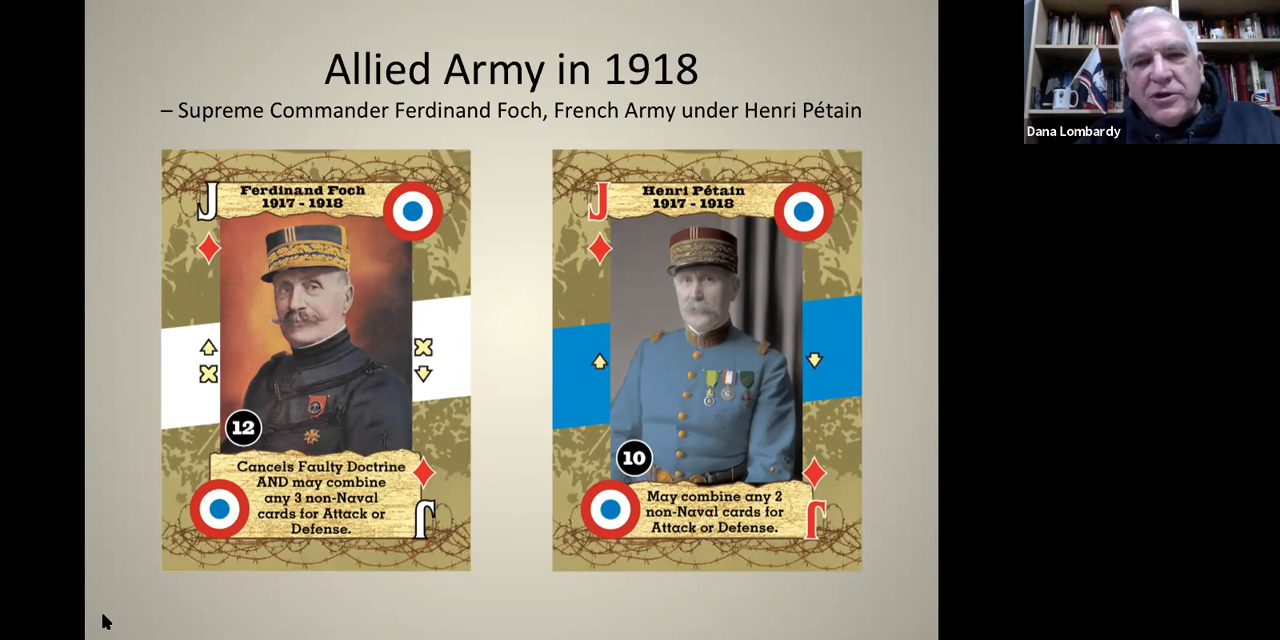 Allied Army in 1918
– Supreme Commander Ferdinand Foch, French Army under Henri Pétain
J
Ferdinand Foch
1917 - 1918
12
Cancels Faulty Doctrine
AND may combine
any 3 non-Naval
cards for Attack or
Defense.
J
J
Henri Pétain
1917 - 1918
10
May combine any 2
non-Naval cards for
Attack or Defense.
J
Dana Lombardy